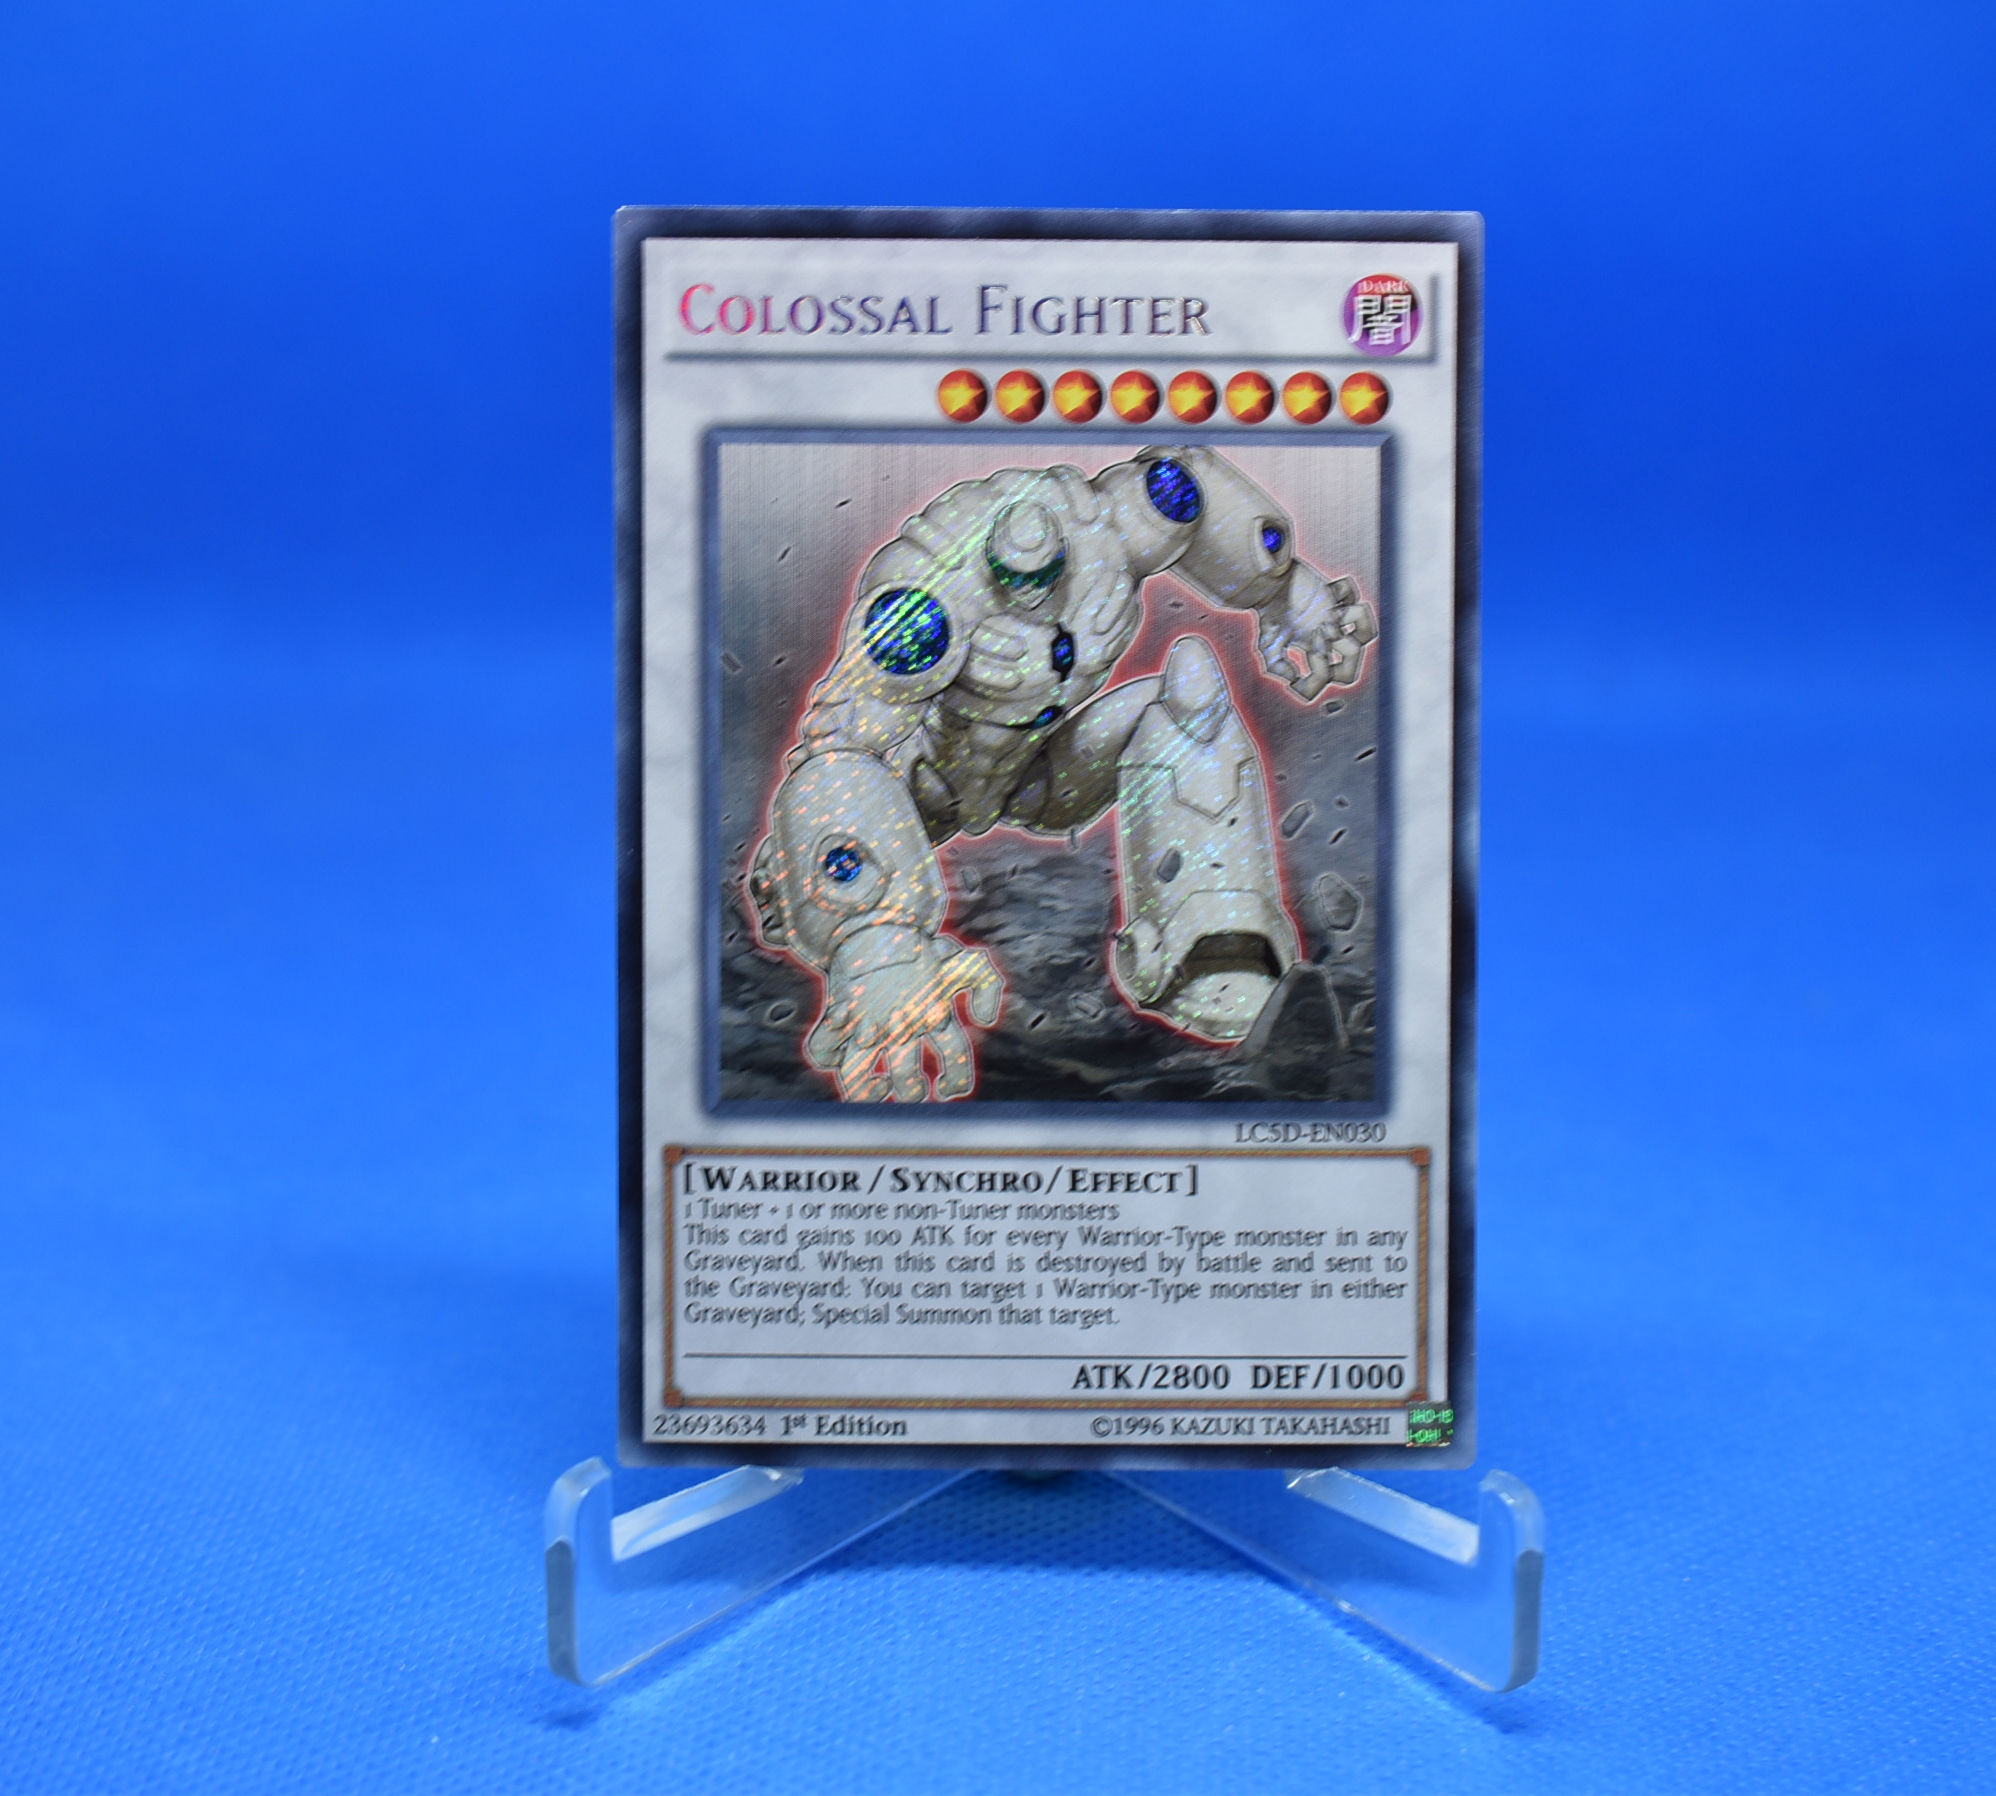 COLOSSAL FIGHTER
DARK
闇
LC5D-EN030
[WARRIOR/SYNCHRO/EFFECT]
1 Tuner + 1 or more non-Tuner monsters
This card gains 100 ATK for every Warrior-Type monster in any
Graveyard. When this card is destroyed by battle and sent to
the Graveyard: You can target 1 Warrior-Type monster in either
Graveyard; Special Summon that target.
ATK/2800 DEF/1000
23693634 1st Edition
©1996 KAZUKI TAKAHASHI